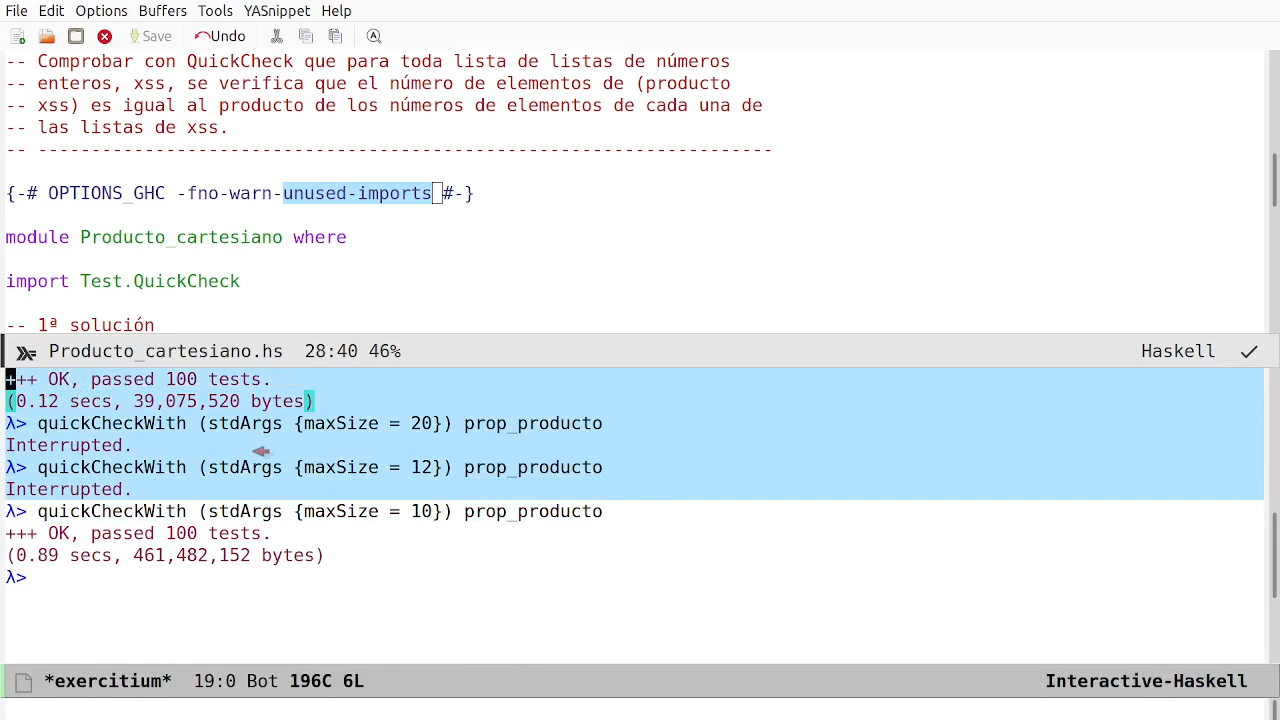 File Edit Options Buffers Tools YASnippet Help
Save Undo
-- Comprobar con QuickCheck que para toda lista de listas de números
-- enteros, xss, se verifica que el número de elementos de (producto
-- xss) es igual al producto de los números de elementos de cada una de
-- las listas de xss.
-- ---------------------------------------------------------------------
{-# OPTIONS_GHC -fno-warn-unused-imports #-}
module Producto_cartesiano where
import Test.QuickCheck
-- 1ª solución
Producto_cartesiano.hs 28:40 46% Haskell
+++ OK, passed 100 tests.
(0.12 secs, 39,075,520 bytes)
λ> quickCheckWith (stdArgs {maxSize = 20}) prop_producto
Interrupted.
λ> quickCheckWith (stdArgs {maxSize = 12}) prop_producto
Interrupted.
λ> quickCheckWith (stdArgs {maxSize = 10}) prop_producto
+++ OK, passed 100 tests.
(0.89 secs, 461,482,152 bytes)
λ>
*exercitium* 19:0 Bot 196C 6L Interactive-Haskell